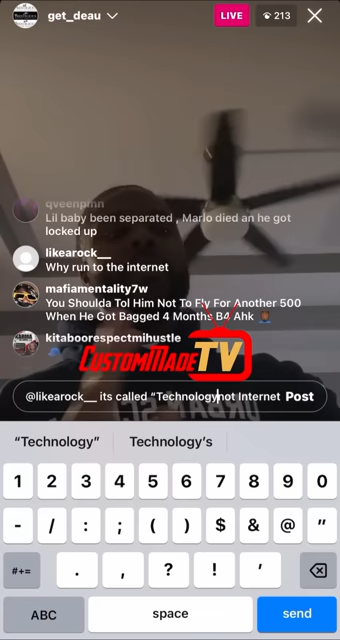 get_deau
LIVE
213
qveenpmn
Lil baby been separated , Marlo died an he got
locked up
likearock__
Why run to the internet
mafiamentality7w
You Shoulda Tol Him Not To Fly For Another 500
When He Got Bagged 4 Months B4 Ahk
kitaboorespectmihustle
CUSTOMMADETV
@likearock__ its called “Technologynot Internet Post
“Technology” Technology's
1 2 3 4 5 6 7 8 9 0
- / : ; ( ) $ & @ "
#+= . , ? ! '
ABC space send